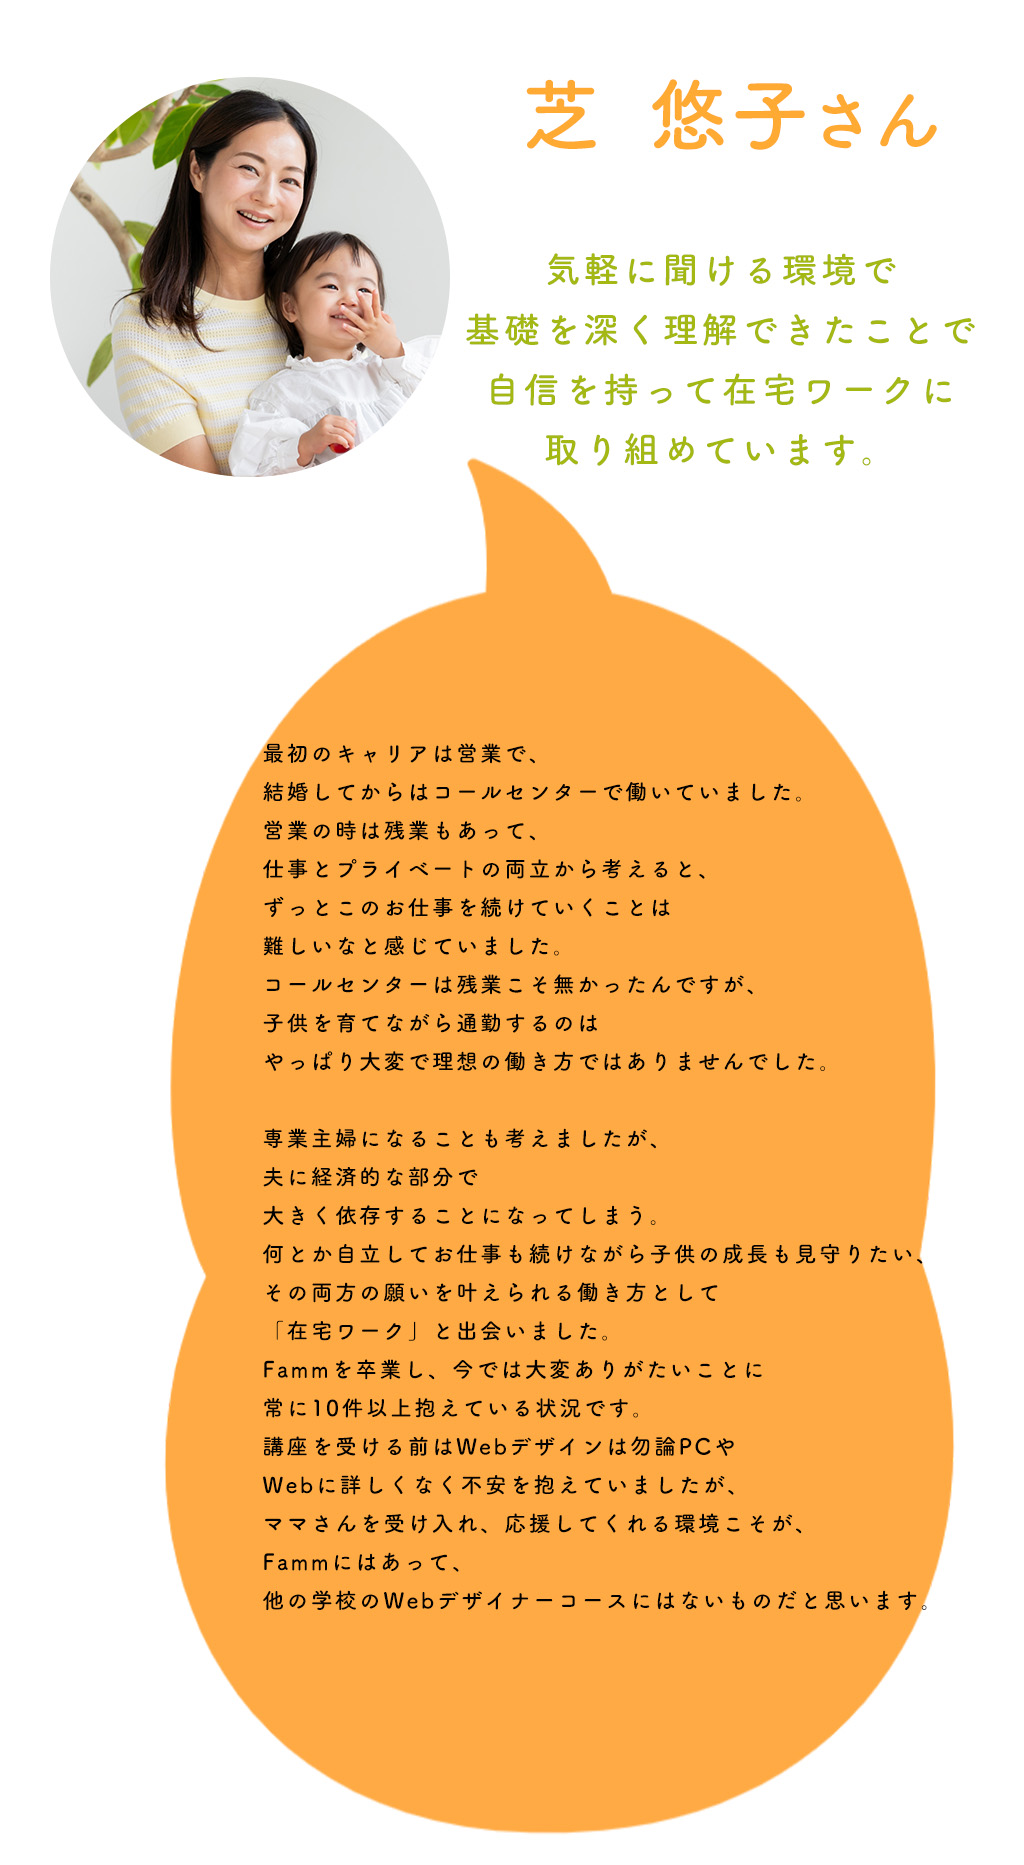 芝 悠子さん
気軽に聞ける環境で
基礎を深く理解できたことで
自信を持って在宅ワークに
取り組めています。
最初のキャリアは営業で、
結婚してからはコールセンターで働いていました。
営業の時は残業もあって、
仕事とプライベートの両立から考えると、
ずっとこのお仕事を続けていくことは
難しいなと感じていました。
コールセンターは残業こそ無かったんですが、
子供を育てながら通勤するのは
やっぱり大変で理想の働き方ではありませんでした。
専業主婦になることも考えましたが、
夫に経済的な部分で
大きく依存することになってしまう。
何とか自立してお仕事も続けながら子供の成長も見守りたい、
その両方の願いを叶えられる働き方として
「在宅ワーク」と出会いました。
Fammを卒業し、今では大変ありがたいことに
常に10件以上抱えている状況です。
講座を受ける前はWebデザインは勿論PCや
Webに詳しくなく不安を抱えていましたが、
ママさんを受け入れ、応援してくれる環境こそが、
Fammにはあって、
他の学校のWebデザイナーコースにはないものだと思います。